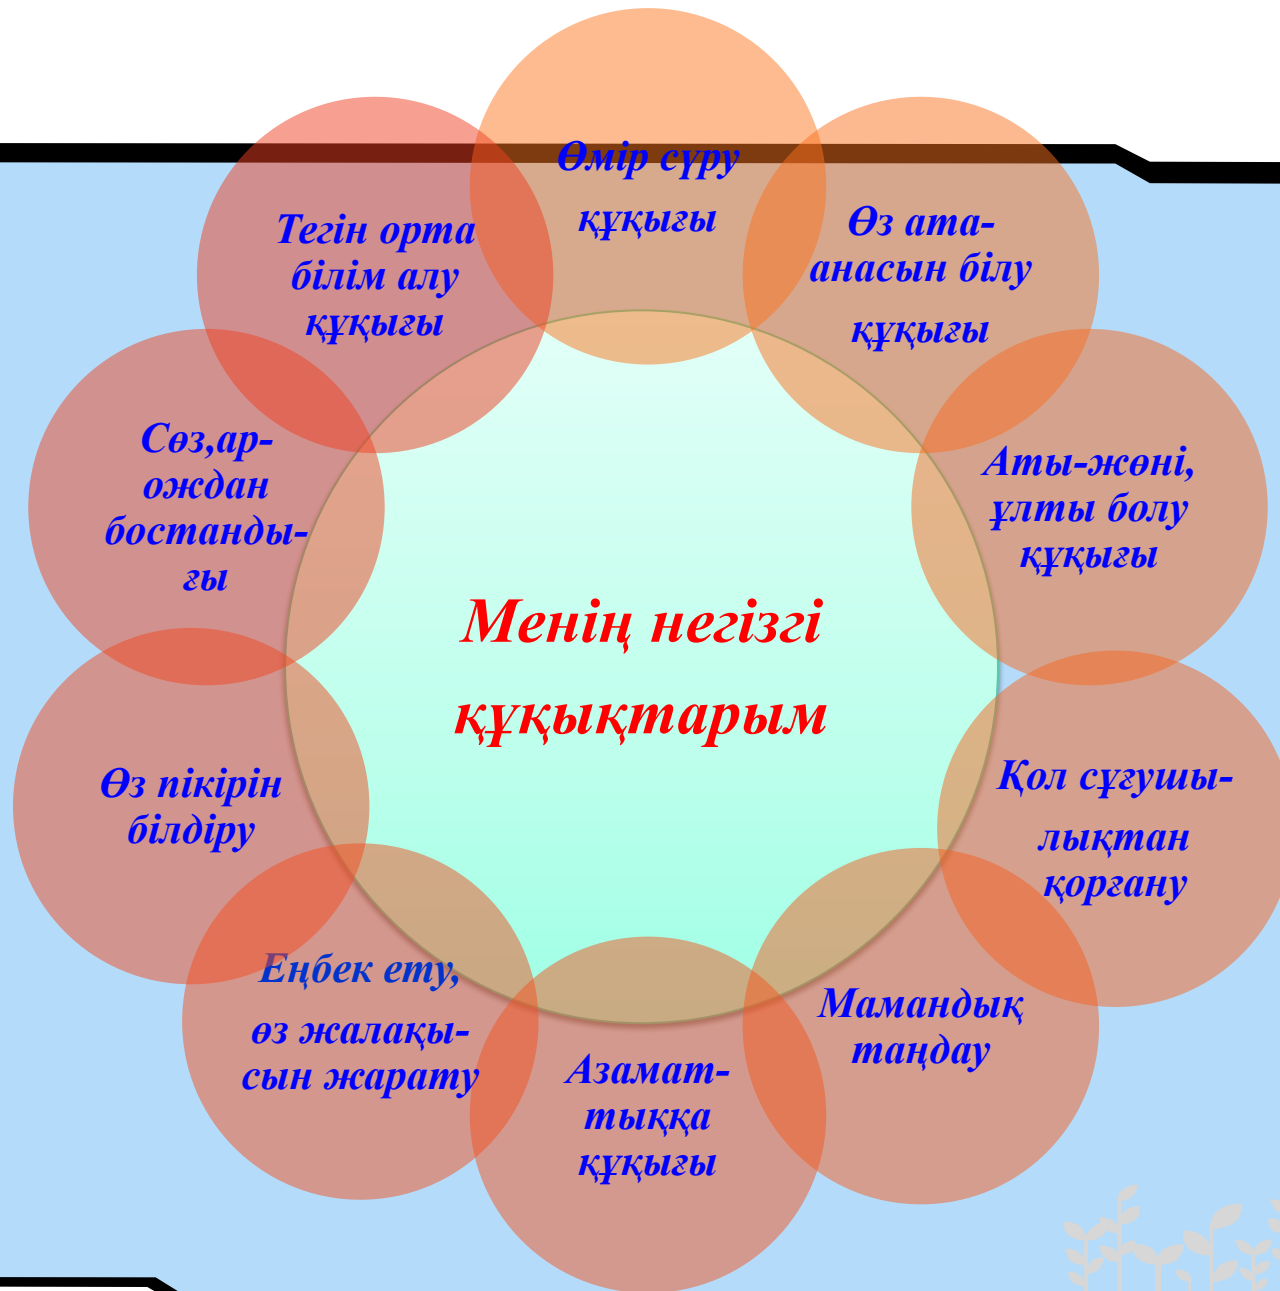 Өмір сүру
құқығы
Өз ата-
анасын білу
құқығы
Аты-жөні,
ұлты болу
құқығы
Қол сұғушы-
лықтан
қорғану
Мамандық
таңдау
Азамат-
тыққа
құқығы
Еңбек ету,
өз жалақы-
сын жарату
Өз пікірін
білдіру
Сөз,ар-
ождан
бостанды-
ғы
Тегін орта
білім алу
құқығы
Менің негізгі
құқықтарым